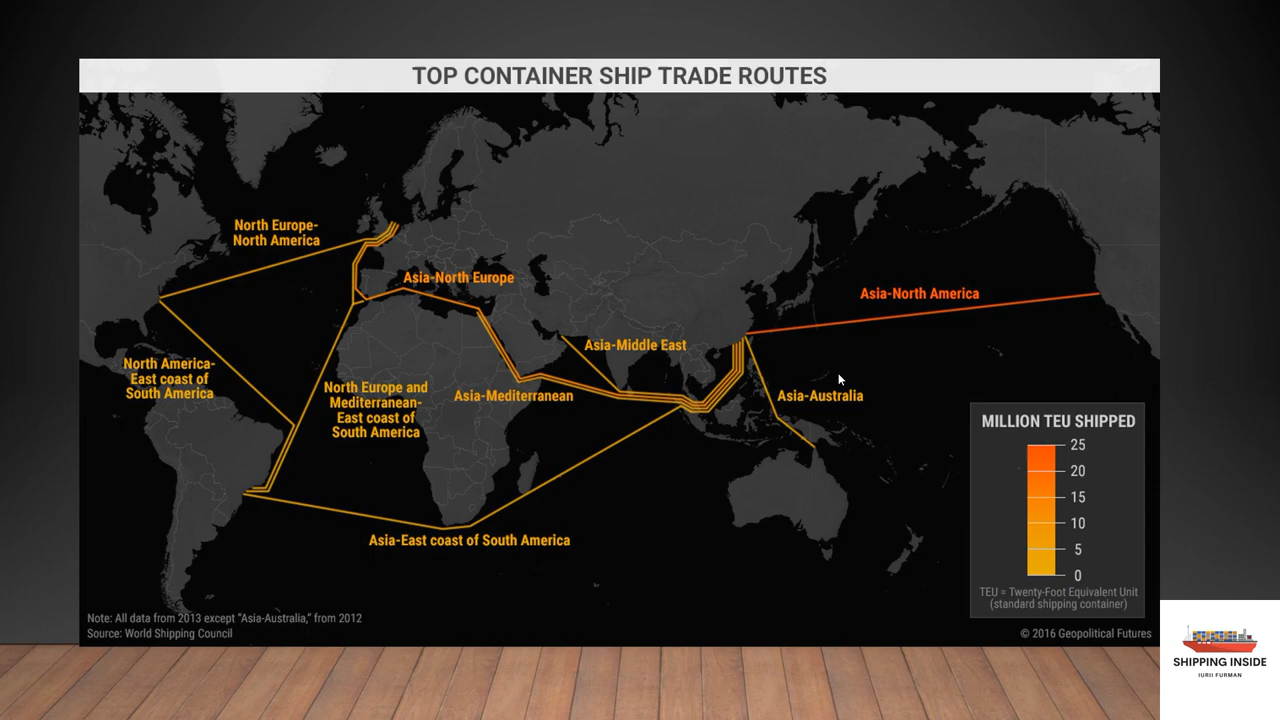 TOP CONTAINER SHIP TRADE ROUTES
North Europe-
North America
Asia-North Europe
Asia-North America
Asia-Middle East
North America-
East coast of
South America
North Europe and
Mediterranean-
East coast of
South America
Asia-Mediterranean
Asia-Australia
Asia-East coast of South America
MILLION TEU SHIPPED
25
20
15
10
5
0
TEU = Twenty-Foot Equivalent Unit
(standard shipping container)
Note: All data from 2013 except "Asia-Australia," from 2012
Source: World Shipping Council
© 2016 Geopolitical Futures
SHIPPING INSIDE
IURII FURMAN